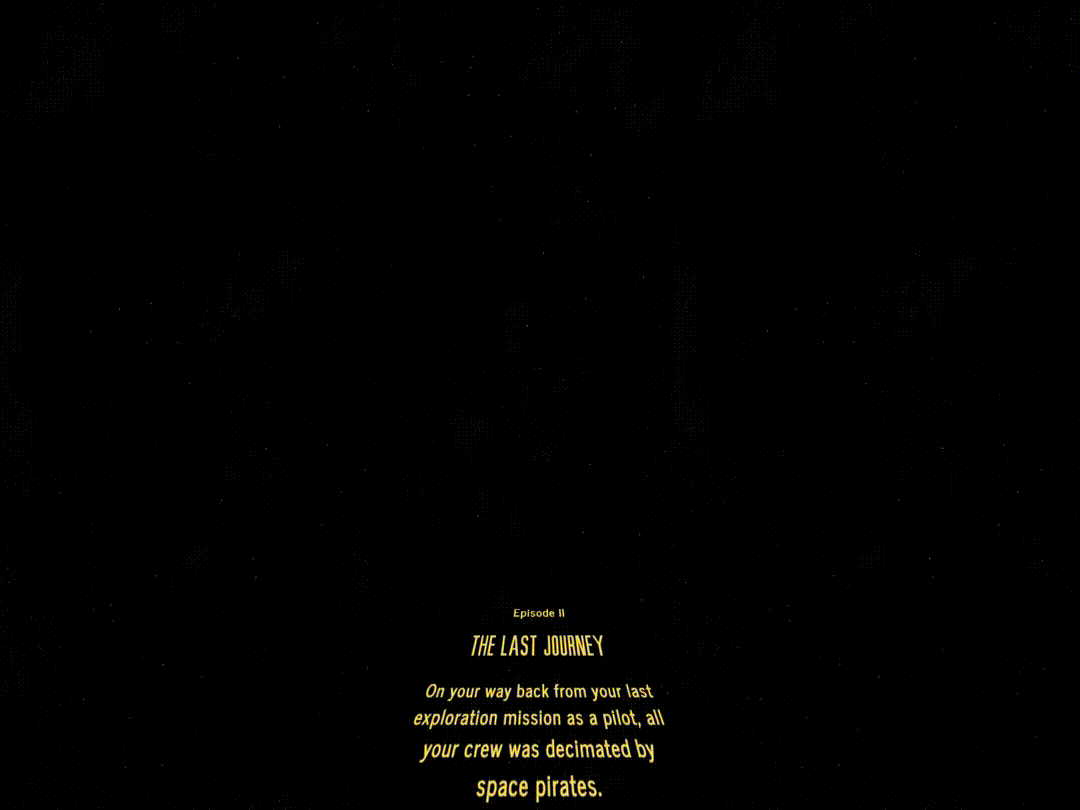 Episode II
THE LAST JOURNEY
On your way back from your last
exploration mission as a pilot, all
your crew was decimated by
space pirates.